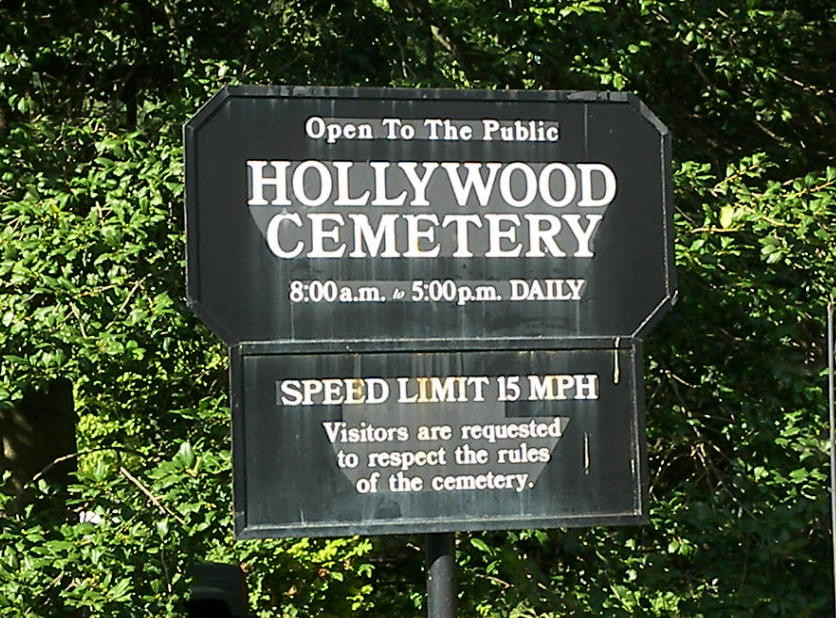 Open To The Public
HOLLYWOOD
CEMETERY
8:00 a.m. to 5:00 p.m. DAILY
SPEED LIMIT 15 MPH
Visitors are requested
to respect the rules
of the cemetery.